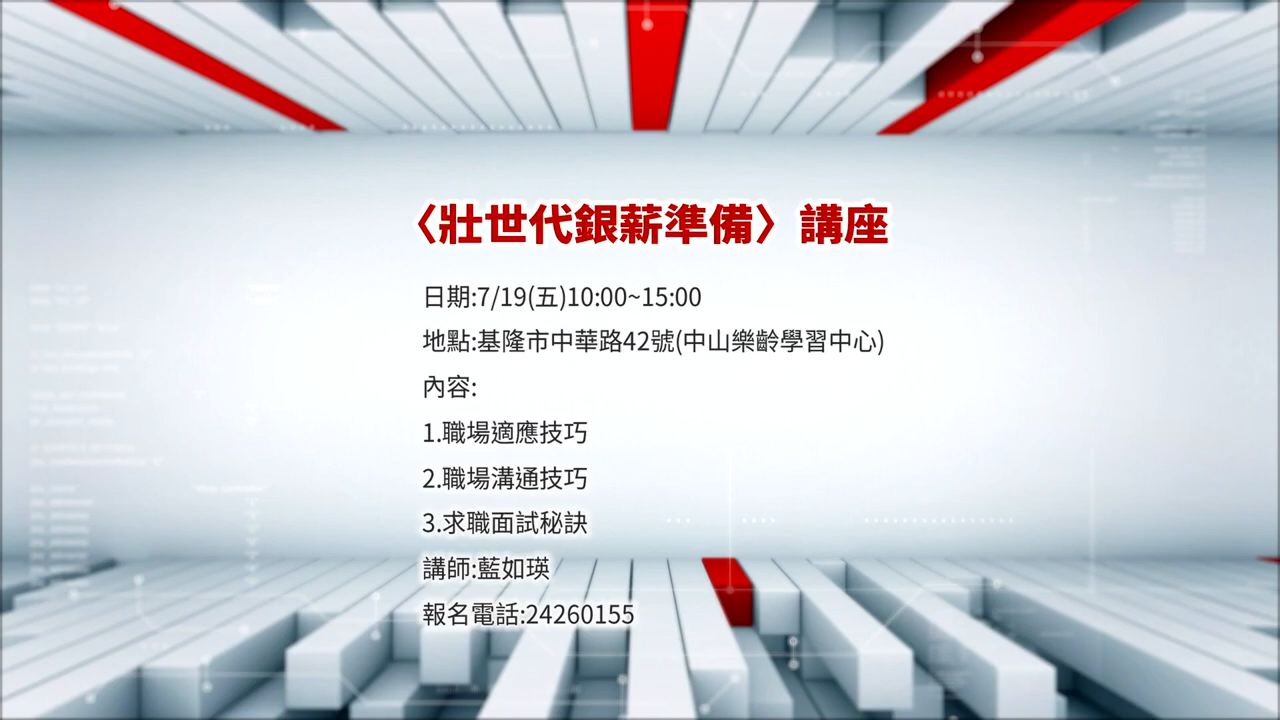 〈壯世代銀薪準備〉講座
日期:7/19(五)10:00~15:00
地點:基隆市中華路42號(中山樂齡學習中心)
內容:
1.職場適應技巧
2.職場溝通技巧
3.求職面試秘訣
講師:藍如瑛
報名電話:24260155